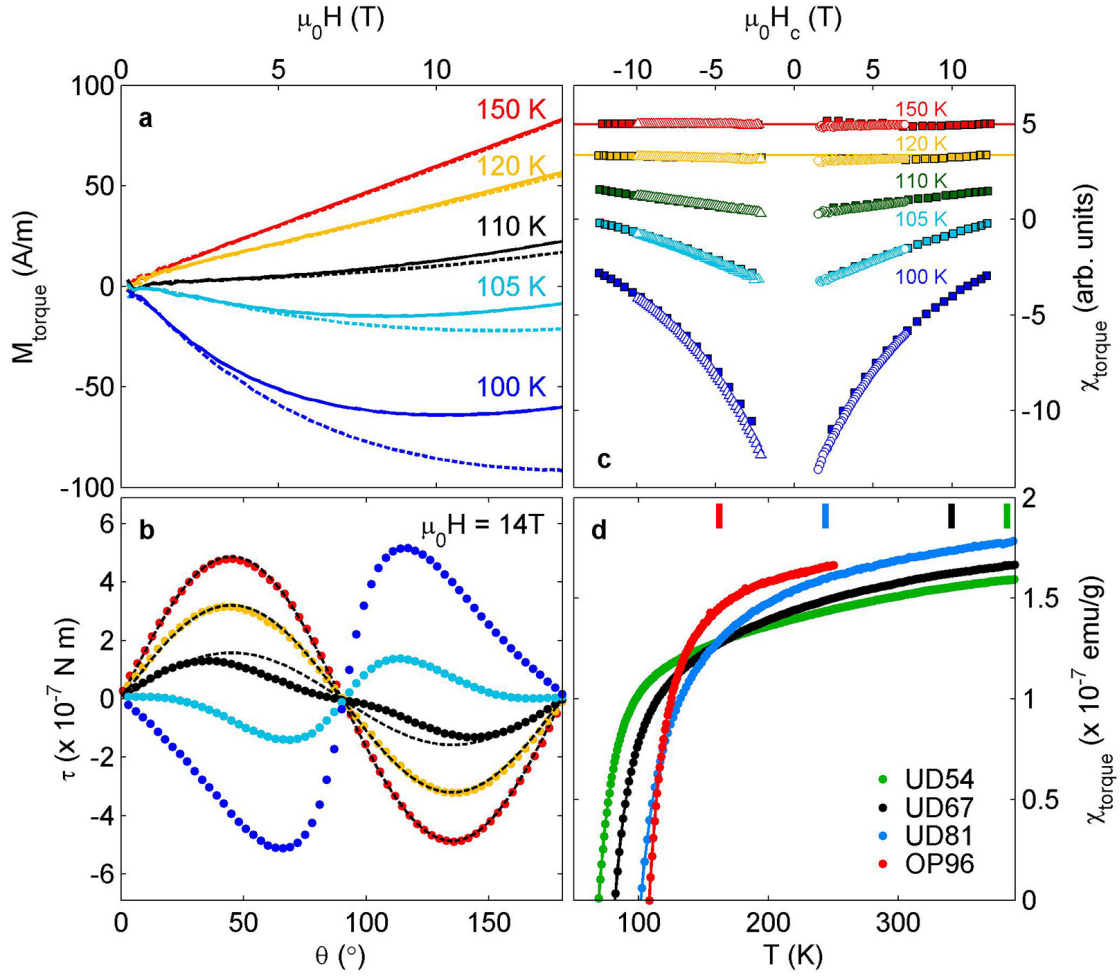 μ0H (T)
0 5 10
100
50
0
-50
-100
Mtorque (A/m)
a
150 K
120 K
110 K
105 K
100 K
μ0Hc (T)
-10 -5 0 5 10
150 K
120 K
110 K
105 K
100 K
c
5
0
-5
-10
χtorque (arb. units)
b
μ0H = 14T
6
4
2
0
-2
-4
-6
τ (x 10-7 N m)
0 50 100 150
θ (°)
d
2
1.5
1
0.5
0
χtorque (x 10-7 emu/g)
UD54
UD67
UD81
OP96
100 200 300
T (K)